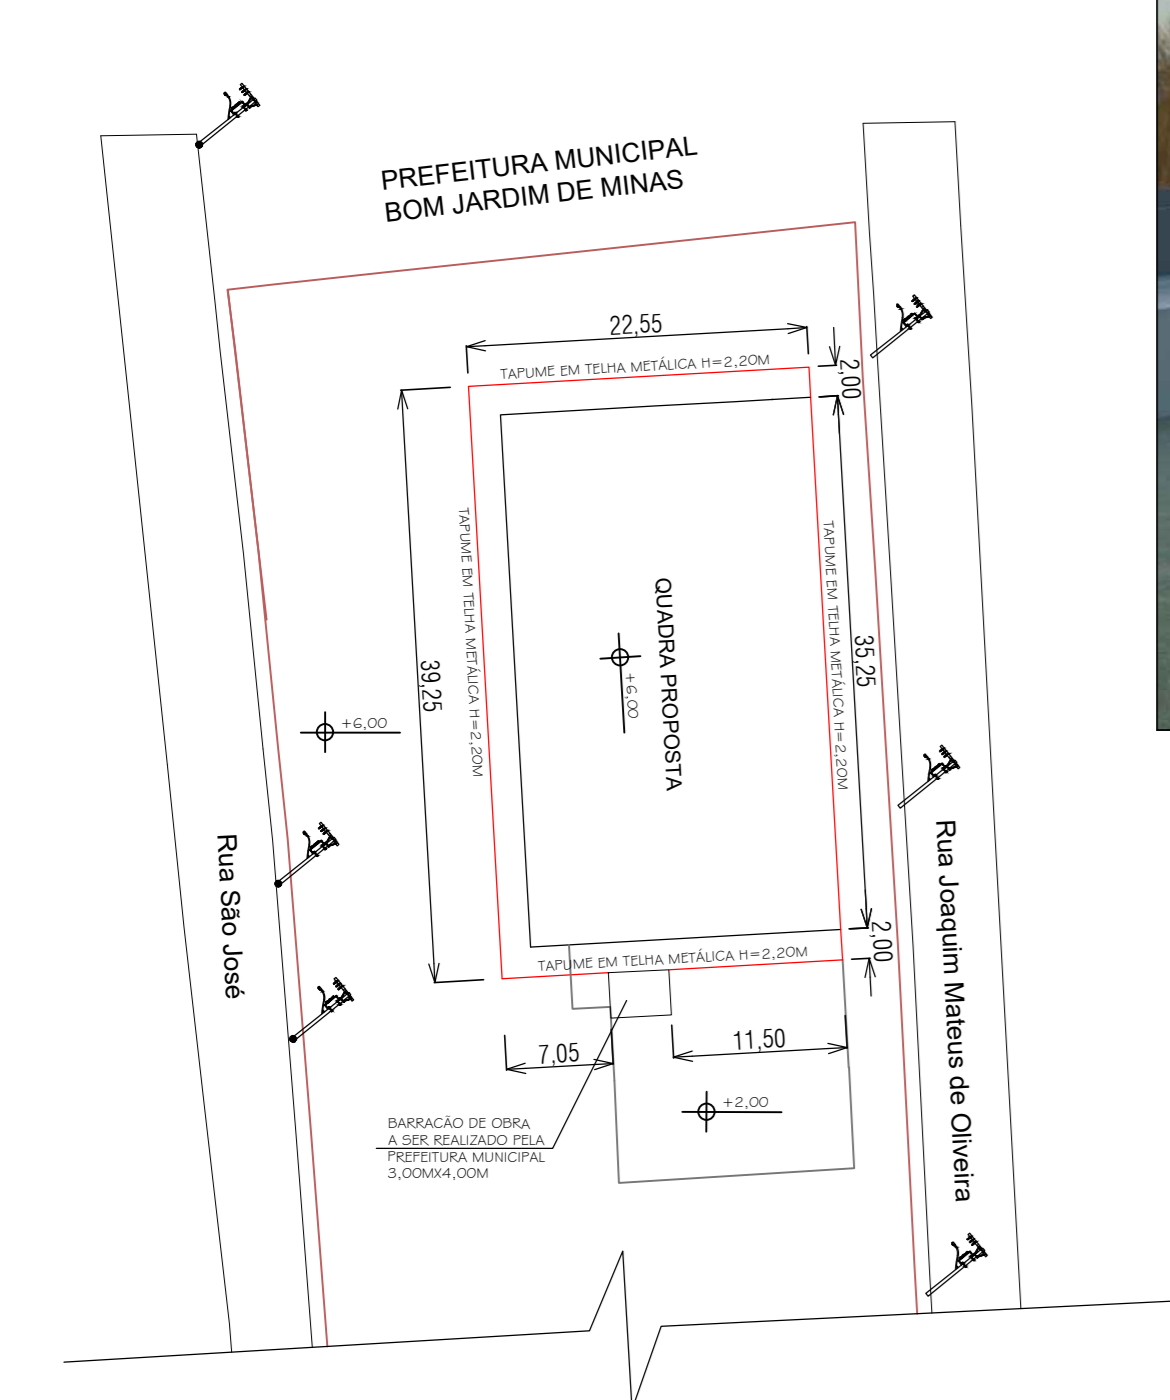 PREFEITURA MUNICIPAL
BOM JARDIM DE MINAS
22,55
TAPUME EM TELHA METÁLICA H=2,20M
2,00
TAPUME EM TELHA METÁLICA H=2,20M
TAPUME EM TELHA METÁLICA H=2,20M
QUADRA PROPOSTA
+6,00
35,25
39,25
+6,00
Rua São José
Rua Joaquim Mateus de Oliveira
2,00
TAPUME EM TELHA METÁLICA H=2,20M
7,05
11,50
+2,00
BARRACÃO DE OBRA
A SER REALIZADO PELA
PREFEITURA MUNICIPAL
3,00MX4,00M